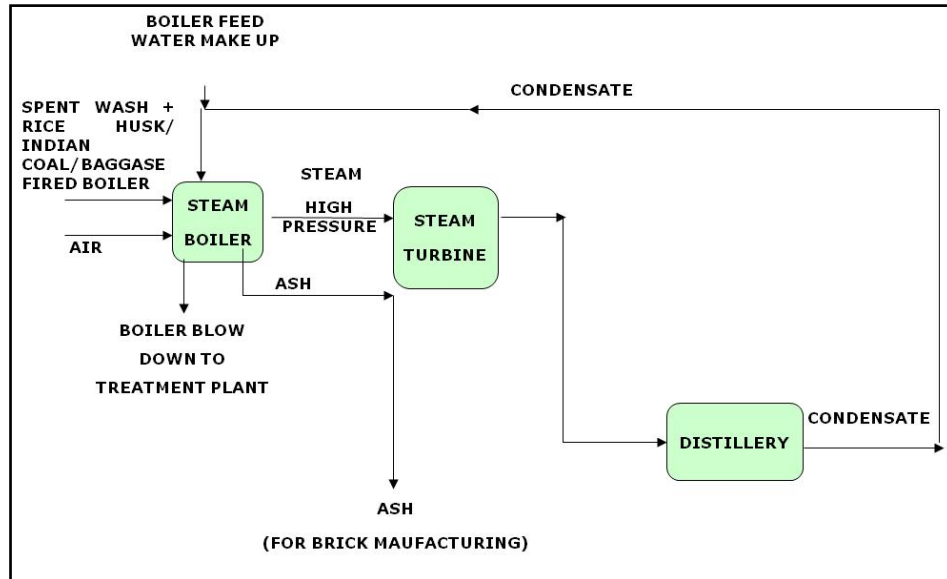 BOILER FEED
WATER MAKE UP
CONDENSATE
SPENT WASH +
RICE HUSK/
INDIAN
COAL/BAGGASE
FIRED BOILER
AIR
STEAM
BOILER
STEAM
HIGH
PRESSURE
STEAM
TURBINE
ASH
BOILER BLOW
DOWN TO
TREATMENT PLANT
DISTILLERY
CONDENSATE
ASH
(FOR BRICK MAUFACTURING)